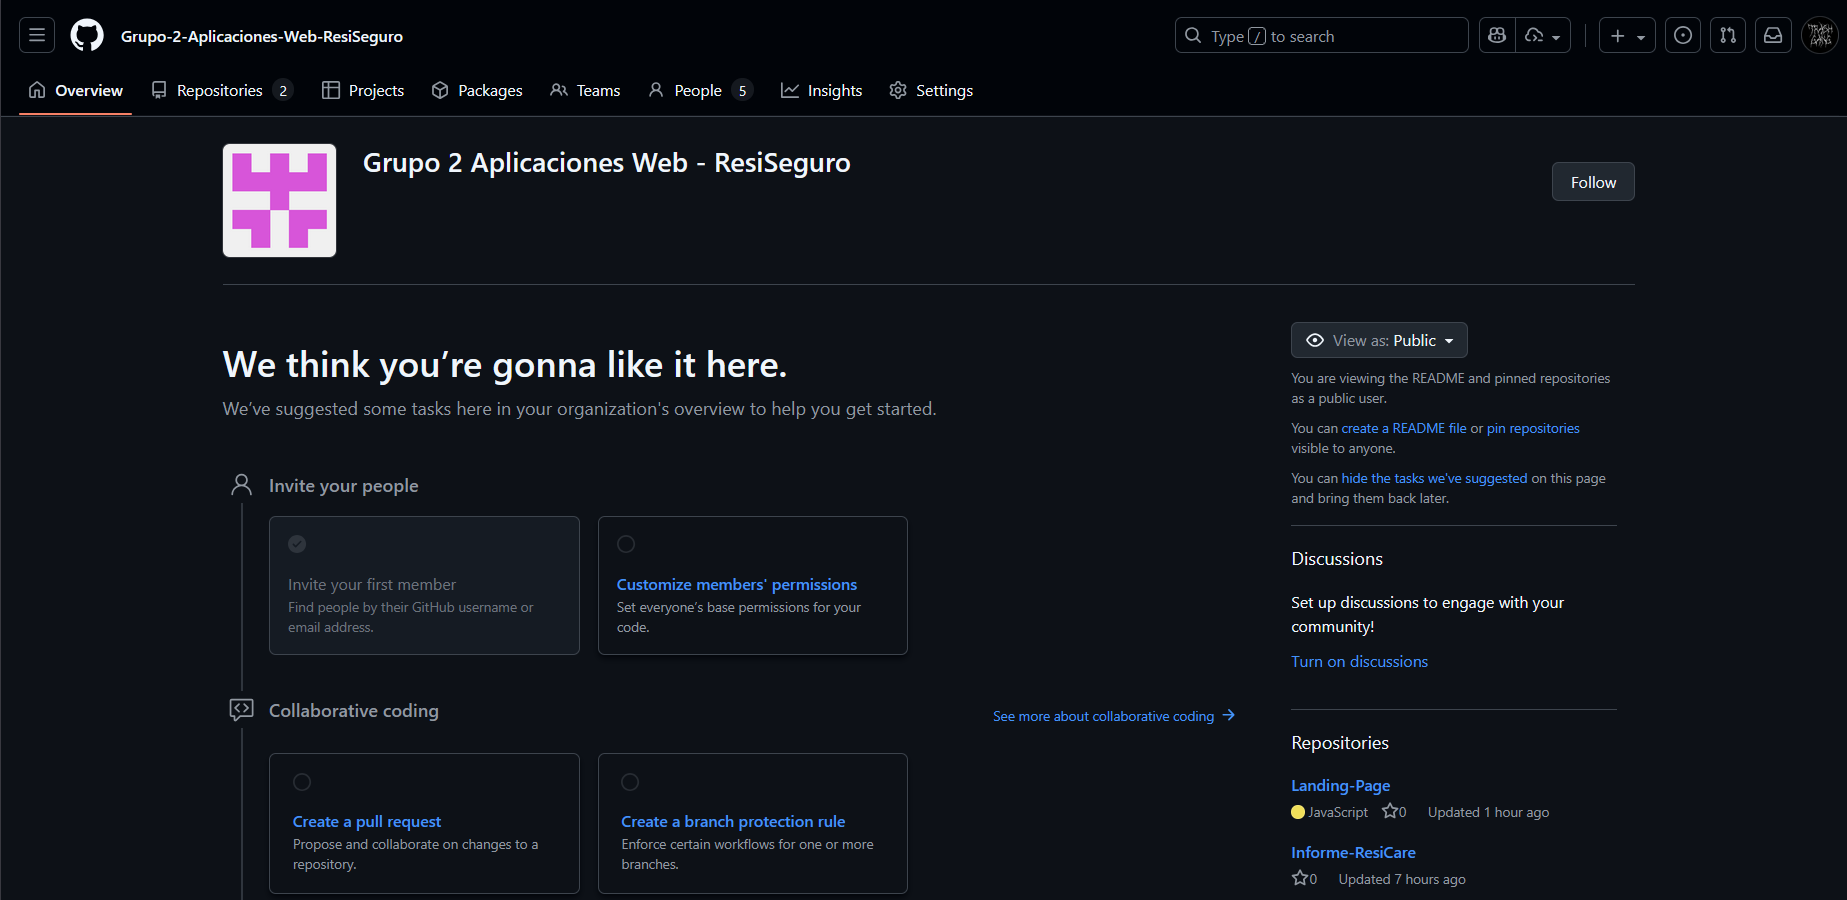 Grupo-2-Aplicaciones-Web-ResiSeguro
Type / to search
Overview
Repositories 2
Projects
Packages
Teams
People 5
Insights
Settings
Grupo 2 Aplicaciones Web - ResiSeguro
Follow
We think you’re gonna like it here.
We’ve suggested some tasks here in your organization's overview to help you get started.
Invite your people
Invite your first member
Find people by their GitHub username or
email address.
Customize members’ permissions
Set everyone’s base permissions for your
code.
Collaborative coding
See more about collaborative coding
Create a pull request
Propose and collaborate on changes to a
repository.
Create a branch protection rule
Enforce certain workflows for one or more
branches.
View as: Public
You are viewing the README and pinned repositories
as a public user.
You can create a README file or pin repositories
visible to anyone.
You can hide the tasks we’ve suggested on this page
and bring them back later.
Discussions
Set up discussions to engage with your
community!
Turn on discussions
Repositories
Landing-Page
JavaScript 0 Updated 1 hour ago
Informe-ResiCare
0 Updated 7 hours ago